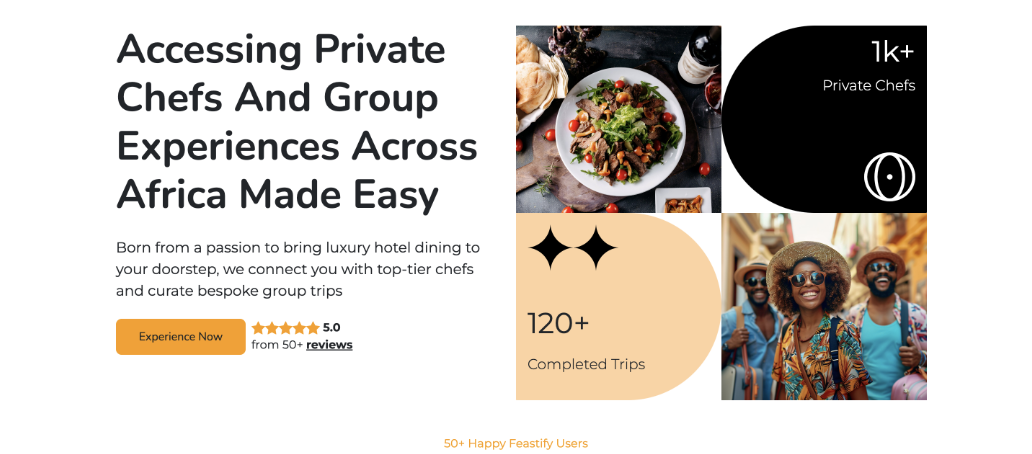 Accessing Private
Chefs And Group
Experiences Across
Africa Made Easy
Born from a passion to bring luxury hotel dining to
your doorstep, we connect you with top-tier chefs
and curate bespoke group trips
Experience Now
5.0
from 50+ reviews
1k+
Private Chefs
120+
Completed Trips
50+ Happy Feastify Users